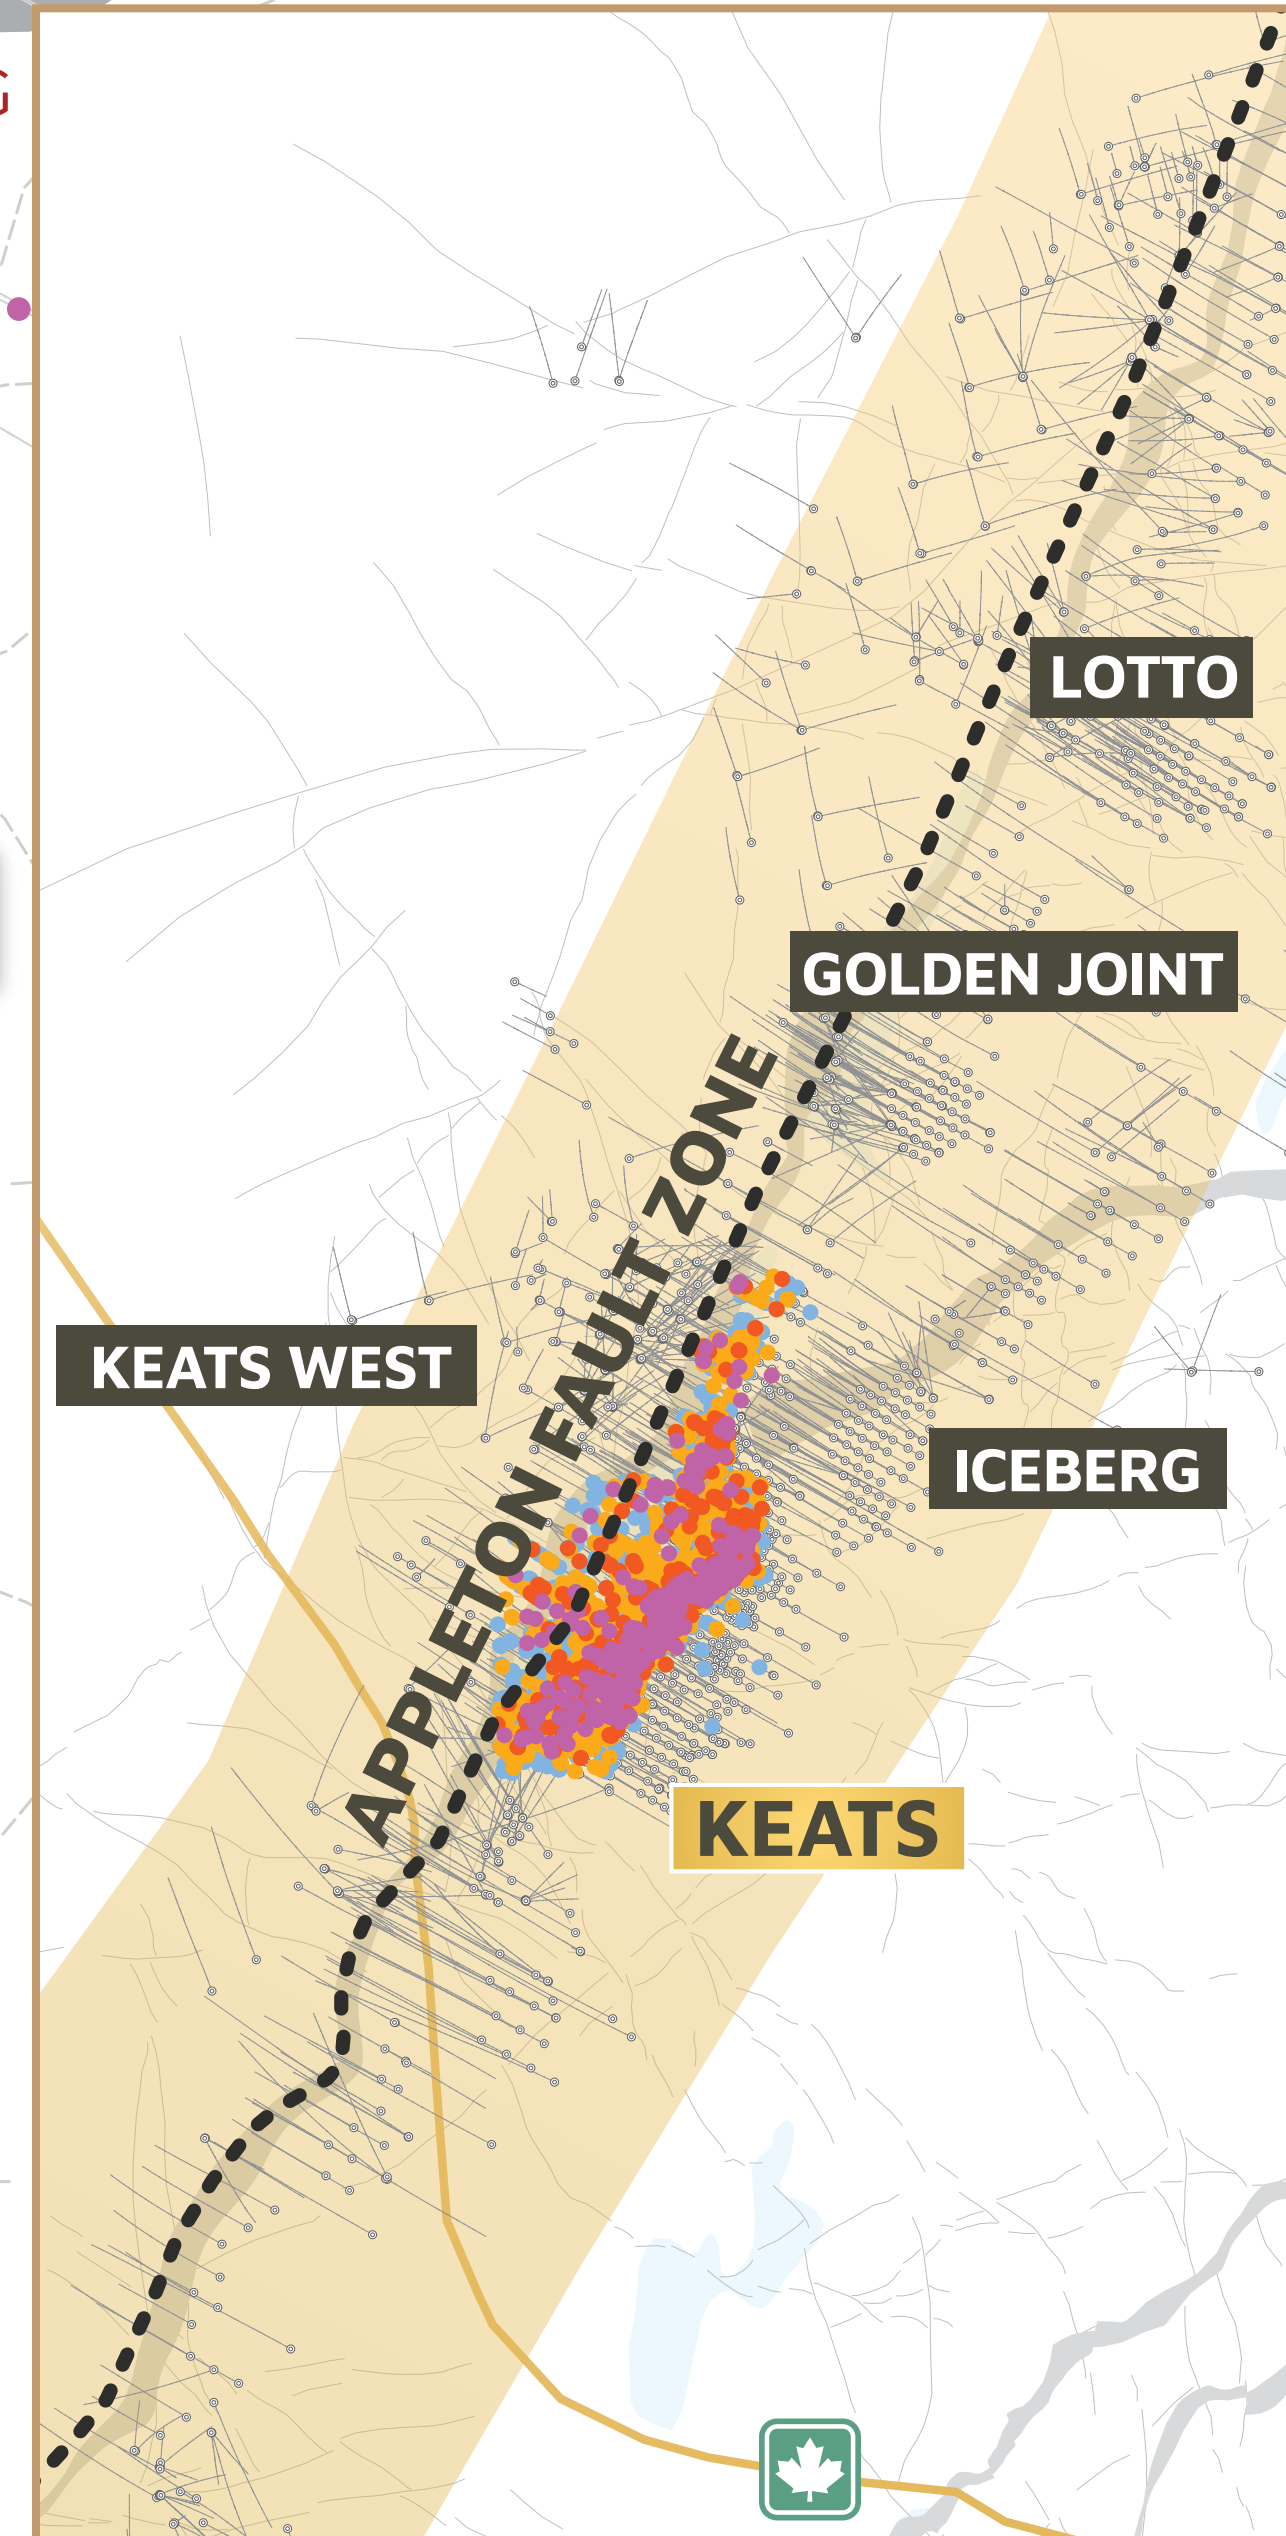 G
LOTTO
GOLDEN JOINT
APPLETON FAULT ZONE
KEATS WEST
ICEBERG
KEATS